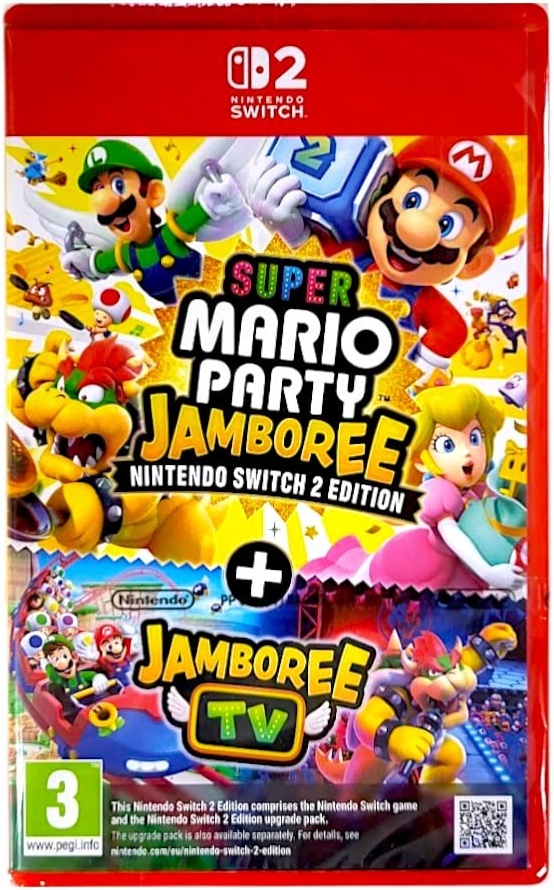 2
NINTENDO
SWITCH
2
L
M
SUPER
MARIO
PARTY™
JAMBOREE
NINTENDO SWITCH 2 EDITION
+
Nintendo
JAMBOREE
TV
3
www.pegi.info
This Nintendo Switch 2 Edition comprises the Nintendo Switch game
and the Nintendo Switch 2 Edition upgrade pack.
The upgrade pack is also available separately. For details, see
nintendo.com/eu/nintendo-switch-2-edition